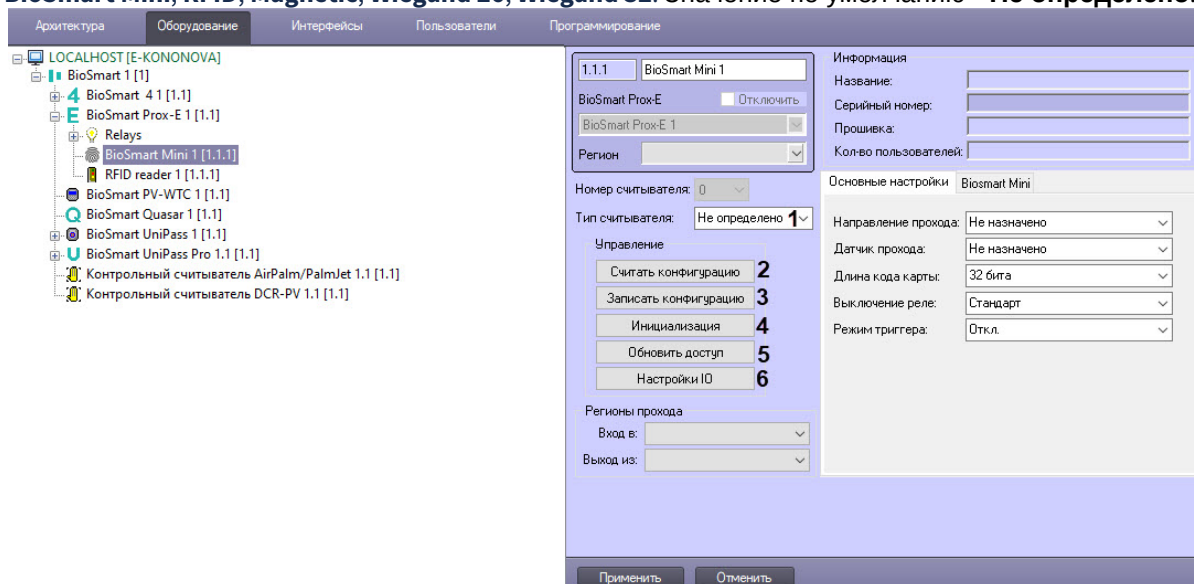 BioSmart Mini, RFID, Magnetic, Wiegand 26, Wiegand 32. Значение по умолчанию - Не определено
Архитектура Оборудование Интерфейсы Пользователи Программирование
LOCALHOST [E-KONONOVA]
BioSmart 1 [1]
4 BioSmart 4 1 [1.1]
E BioSmart Prox-E 1 [1.1]
Relays
BioSmart Mini 1 [1.1.1]
RFID reader 1 [1.1.1]
BioSmart PV-WTC 1 [1.1]
BioSmart Quasar 1 [1.1]
BioSmart UniPass 1 [1.1]
BioSmart UniPass Pro 1.1 [1.1]
Контрольный считыватель AirPalm/PalmJet 1.1 [1.1]
Контрольный считыватель DCR-PV 1.1 [1.1]
1.1.1 BioSmart Mini 1
BioSmart Prox-E Отключить
BioSmart Prox-E 1
Регион
Номер считывателя: 0
Тип считывателя: Не определено 1
Управление
Считать конфигурацию 2
Записать конфигурацию 3
Инициализация 4
Обновить доступ 5
Настройки IO 6
Регионы прохода
Вход в:
Выход из:
Информация
Название:
Серийный номер:
Прошивка:
Кол-во пользователей:
Основные настройки Biosmart Mini
Направление прохода: Не назначено
Датчик прохода: Не назначено
Длина кода карты: 32 бита
Выключение реле: Стандарт
Режим триггера: Откл.
Применить Отменить